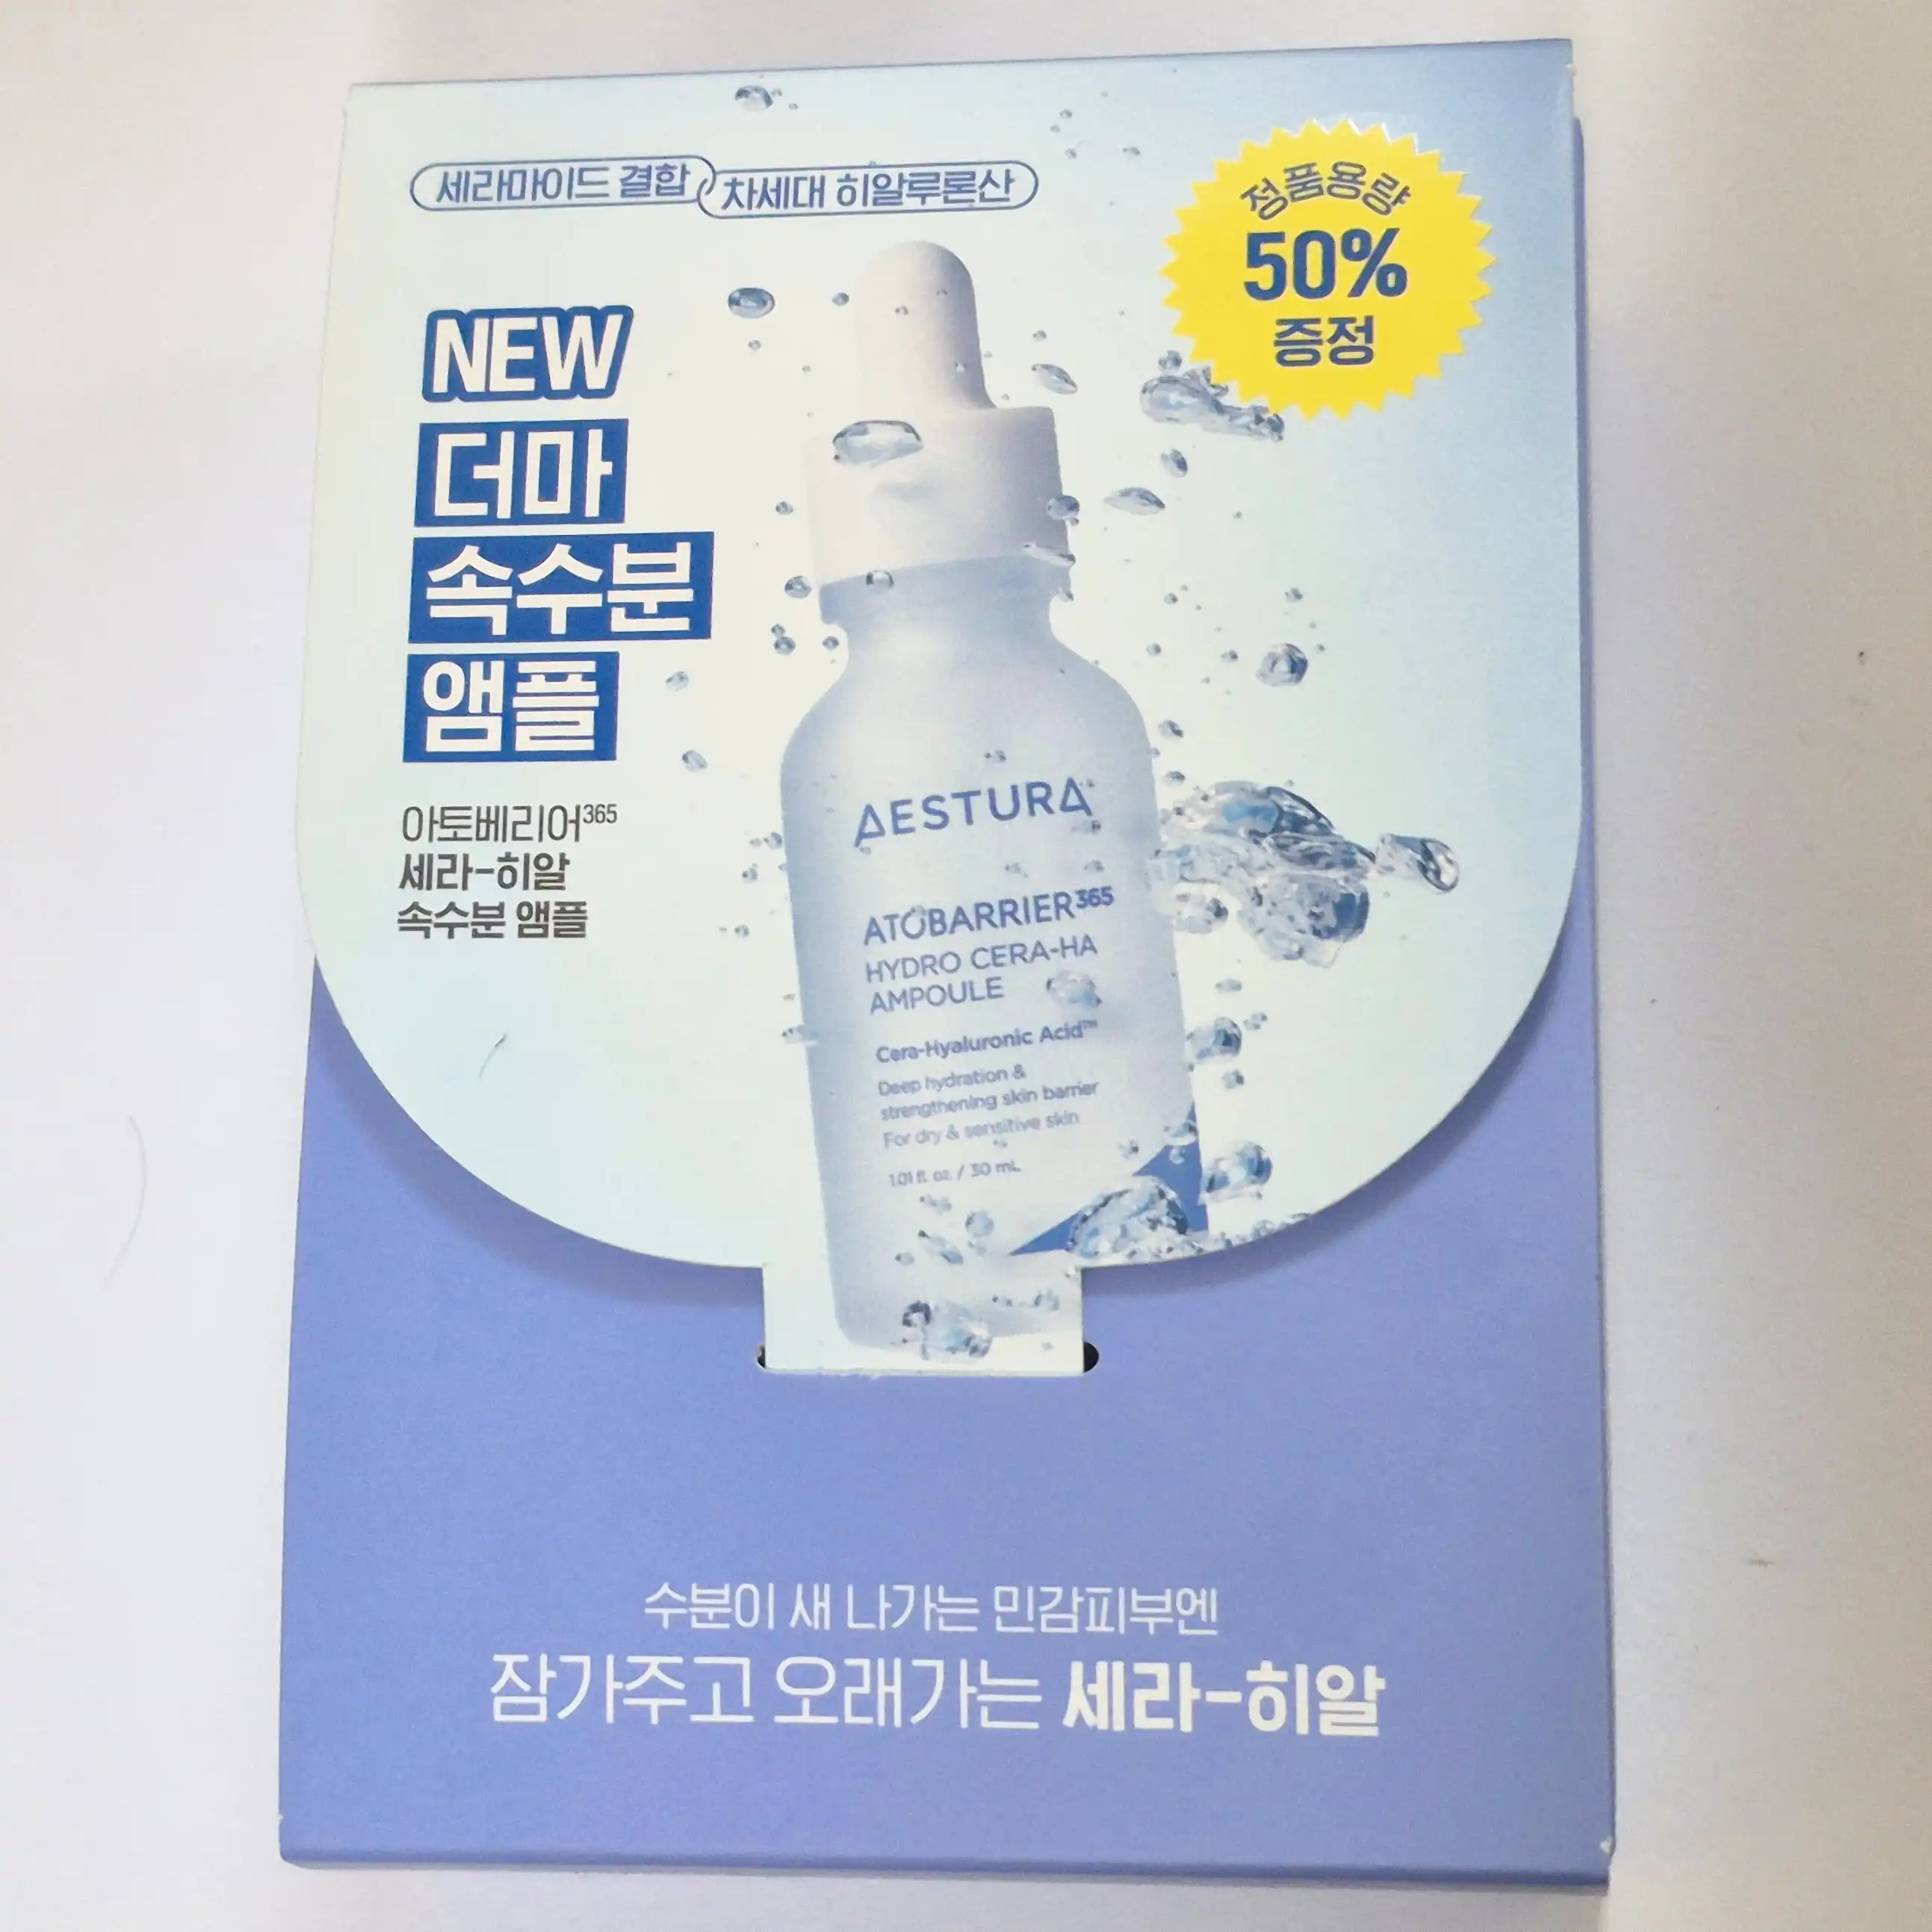 세라마이드 결합 차세대 히알루론산
정품용량
50%
증정
NEW
더마
속수분
앰플
아토베리어365
세라-히알
속수분 앰플
AESTURA
ATOBARRIER365
HYDRO CERA-HA
AMPOULE
Cera-Hyaluronic Acid™
Deep hydration &
strengthening skin barrier
For dry & sensitive skin
1.01 fl. oz. / 30 mL
수분이 새 나가는 민감피부엔
잠가주고 오래가는 세라-히알